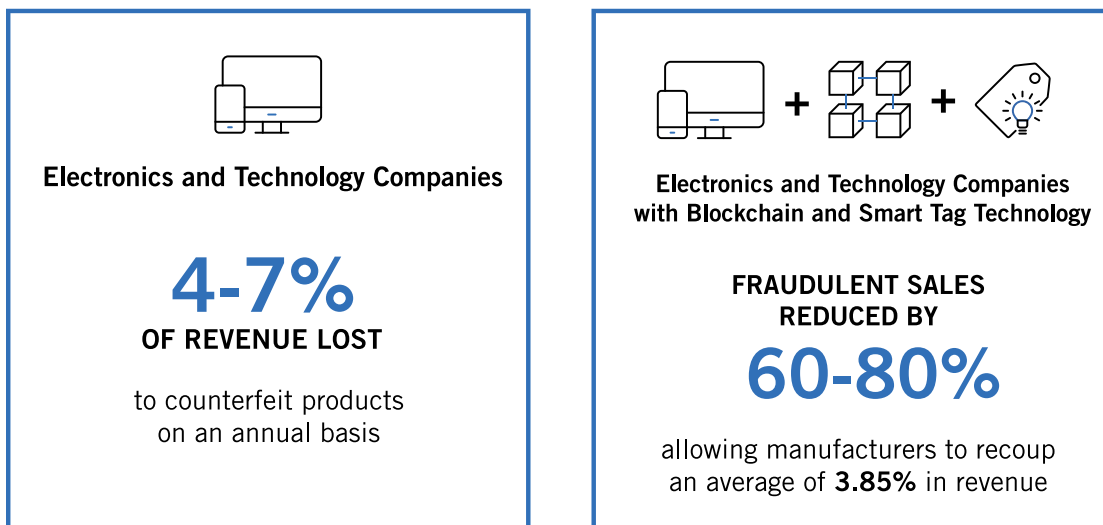 Electronics and Technology Companies
4-7%
OF REVENUE LOST
to counterfeit products
on an annual basis
+
+
Electronics and Technology Companies
with Blockchain and Smart Tag Technology
FRAUDULENT SALES
REDUCED BY
60-80%
allowing manufacturers to recoup
an average of 3.85% in revenue